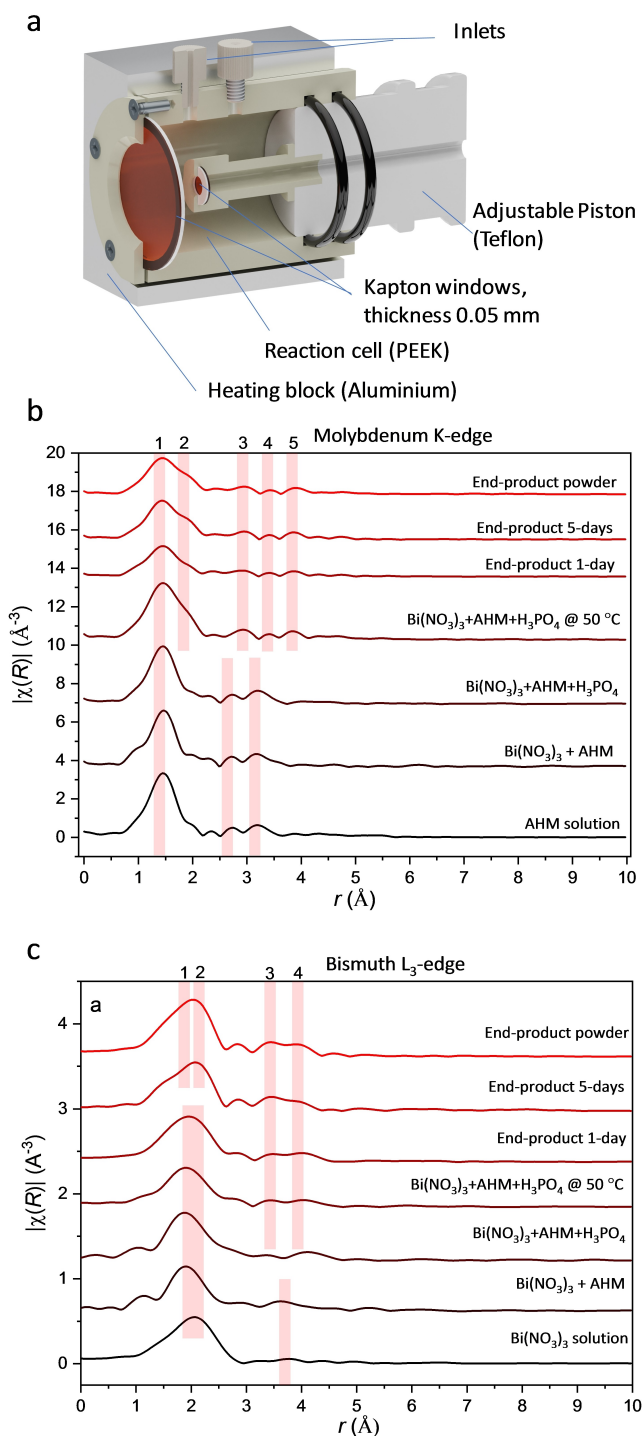 a
Inlets
Adjustable Piston
(Teflon)
Kapton windows,
thickness 0.05 mm
Reaction cell (PEEK)
Heating block (Aluminium)
b
Molybdenum K-edge
1 2 3 4 5
20
18
16
14
12
10
8
6
4
2
0
|χ(R)| (Å⁻³)
End-product powder
End-product 5-days
End-product 1-day
Bi(NO₃)₃+AHM+H₃PO₄ @ 50 °C
Bi(NO₃)₃+AHM+H₃PO₄
Bi(NO₃)₃ + AHM
AHM solution
0 1 2 3 4 5 6 7 8 9 10
r (Å)
c
Bismuth L₃-edge
1 2 3 4
a
4
3
2
1
0
|χ(R)| (A⁻³)
End-product powder
End-product 5-days
End-product 1-day
Bi(NO₃)₃+AHM+H₃PO₄ @ 50 °C
Bi(NO₃)₃+AHM+H₃PO₄
Bi(NO₃)₃ + AHM
Bi(NO₃)₃ solution
0 1 2 3 4 5 6 7 8 9 10
r (Å)